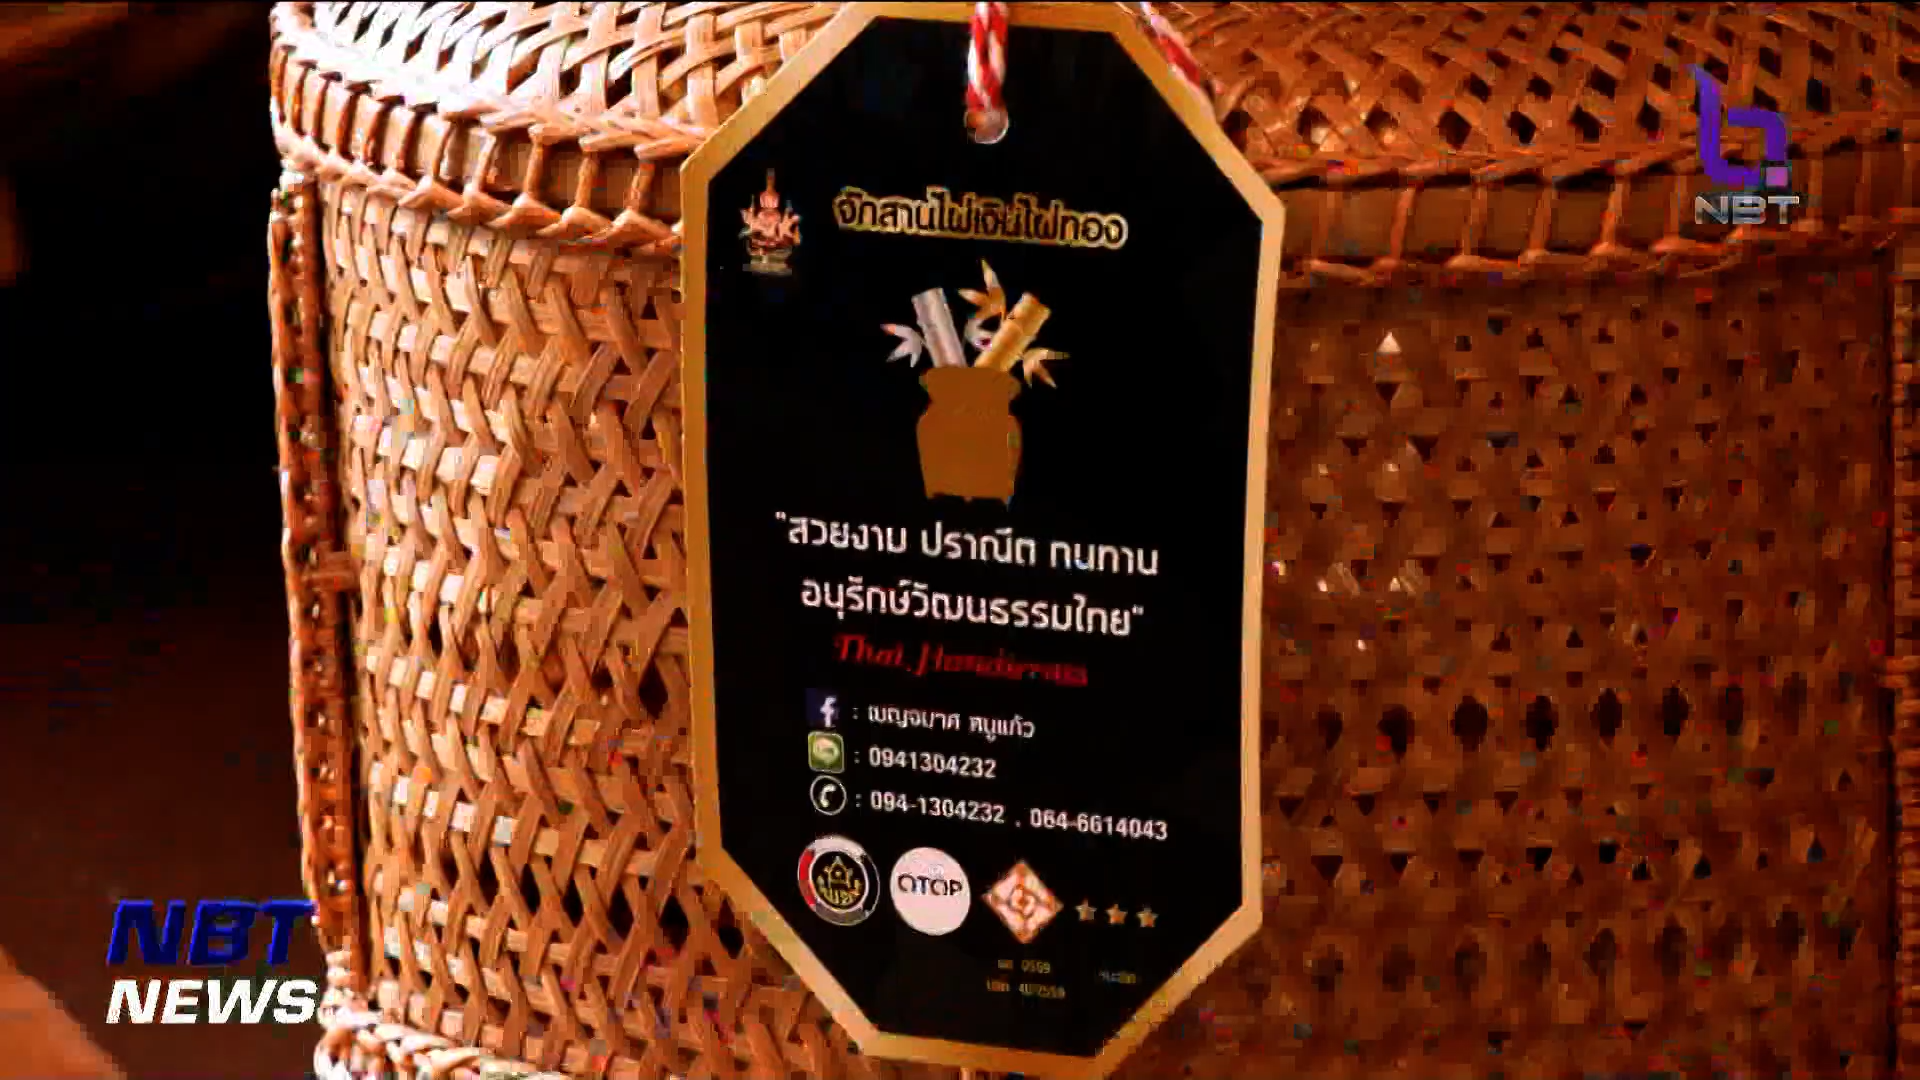 NBT
จักสานไผ่เงินไผ่ทอง
"สวยงาม ปราณีต ทนทาน
อนุรักษ์วัฒนธรรมไทย"
Thai Handicrafts
: เบญจมาศ หนูแก้ว
: 0941304232
: 094-1304232 , 064-6614043
OTOP
NBT
NEWS